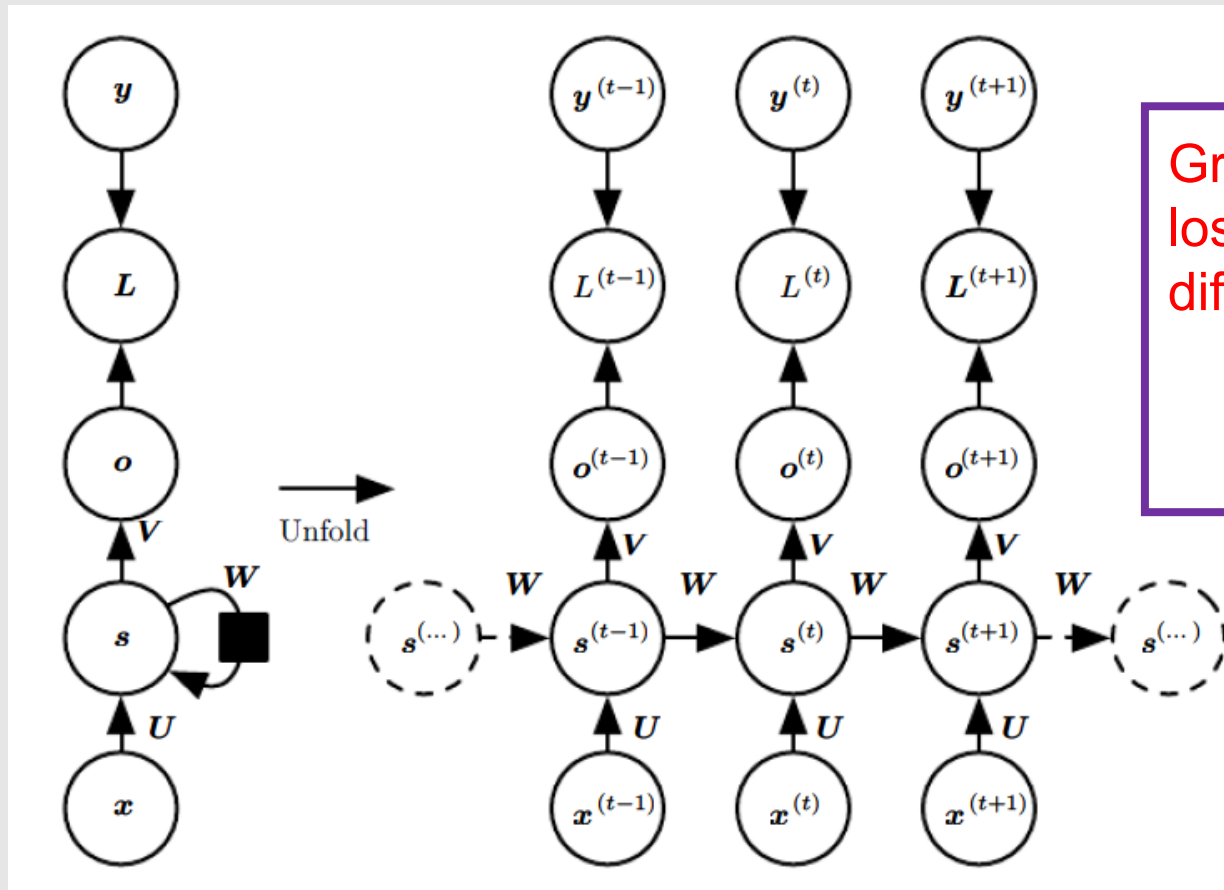 y
y^(t−1) y^(t) y^(t+1)
L
L^(t−1) L^(t) L^(t+1)
o
o^(t−1) o^(t) o^(t+1)
Unfold
V
V V V
W
W W W W
s
s^(...) s^(t−1) s^(t) s^(t+1) s^(...)
U
U U U
x
x^(t−1) x^(t) x^(t+1)